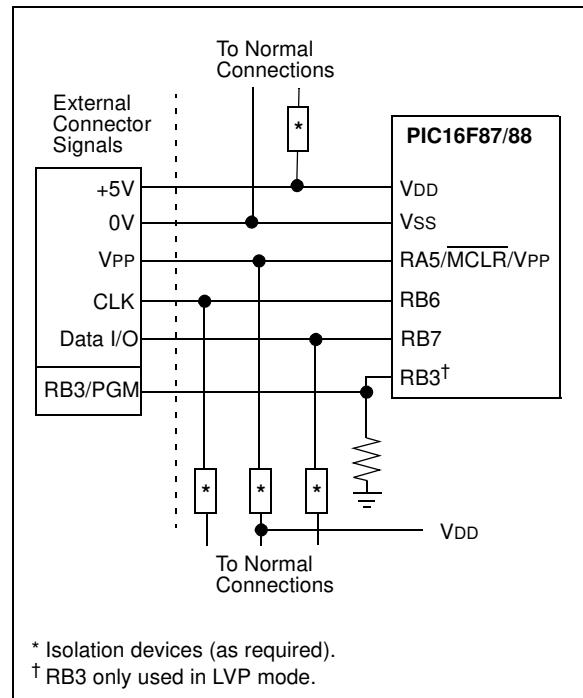 To Normal
Connections
External
Connector
Signals
*
PIC16F87/88
+5V
VDD
0V
VSS
VPP
RA5/MCLR/VPP
CLK
RB6
Data I/O
RB7
RB3/PGM
RB3†
* * *
VDD
To Normal
Connections
* Isolation devices (as required).
† RB3 only used in LVP mode.